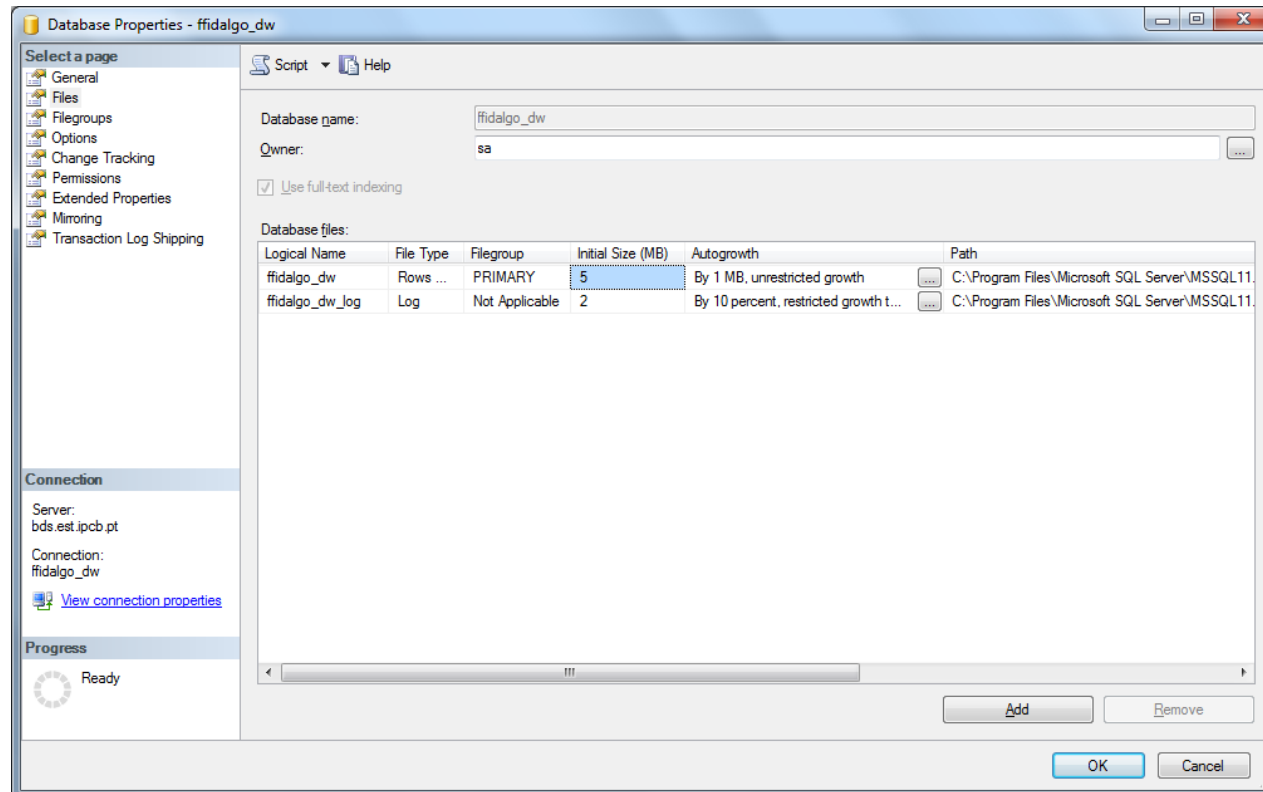 Database Properties - ffidalgo_dw
Select a page
General
Files
Filegroups
Options
Change Tracking
Permissions
Extended Properties
Mirroring
Transaction Log Shipping
Script Help
Database name: ffidalgo_dw
Owner: sa ...
Use full-text indexing
Database files:
Logical Name File Type Filegroup Initial Size (MB) Autogrowth Path
ffidalgo_dw Rows ... PRIMARY 5 By 1 MB, unrestricted growth ... C:\Program Files\Microsoft SQL Server\MSSQL11.
ffidalgo_dw_log Log Not Applicable 2 By 10 percent, restricted growth t... ... C:\Program Files\Microsoft SQL Server\MSSQL11.
Connection
Server:
bds.est.ipcb.pt
Connection:
ffidalgo_dw
View connection properties
Progress
Ready
Add Remove
OK Cancel